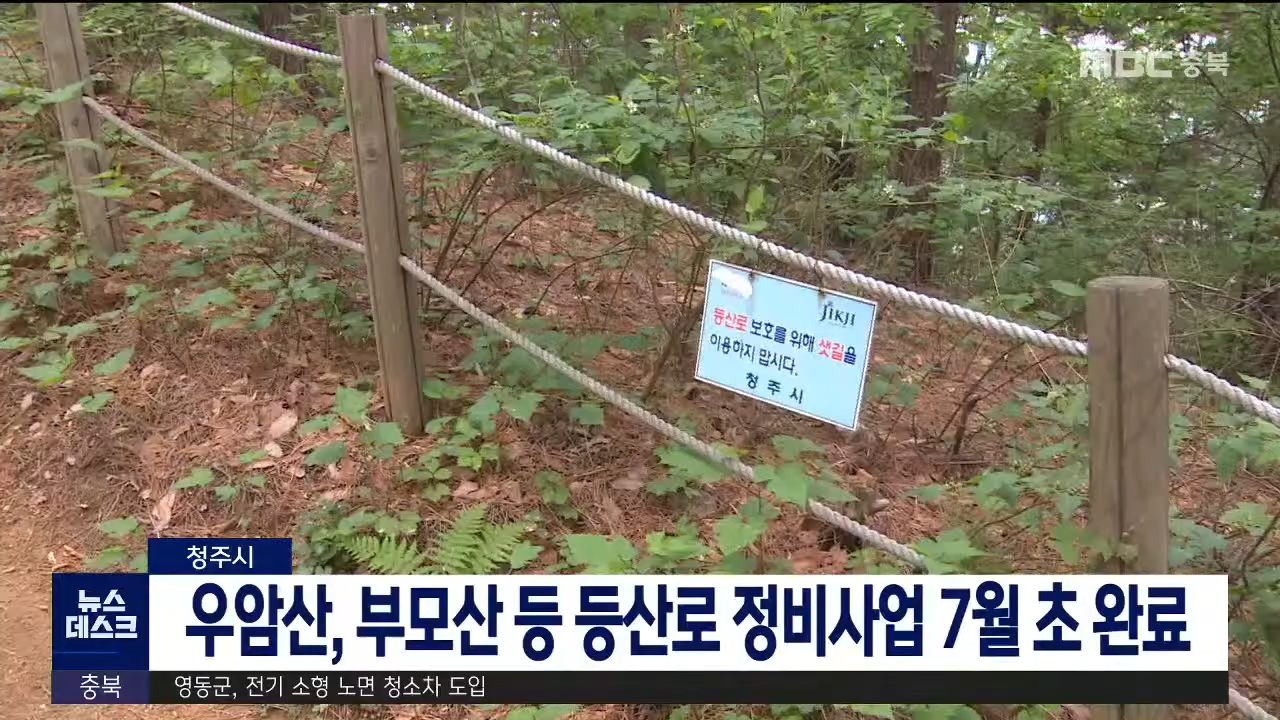 MBC충북
JIKJI
등산로 보호를 위해 샛길을
이용하지 맙시다.
청주시
청주시
뉴스
데스크
우암산, 부모산 등 등산로 정비사업 7월 초 완료
충북
영동군, 전기 소형 노면 청소차 도입